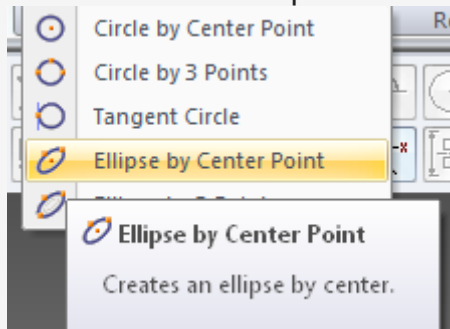 Circle by Center Point
Circle by 3 Points
Tangent Circle
Ellipse by Center Point
Ellipse by Center Point
Creates an ellipse by center.